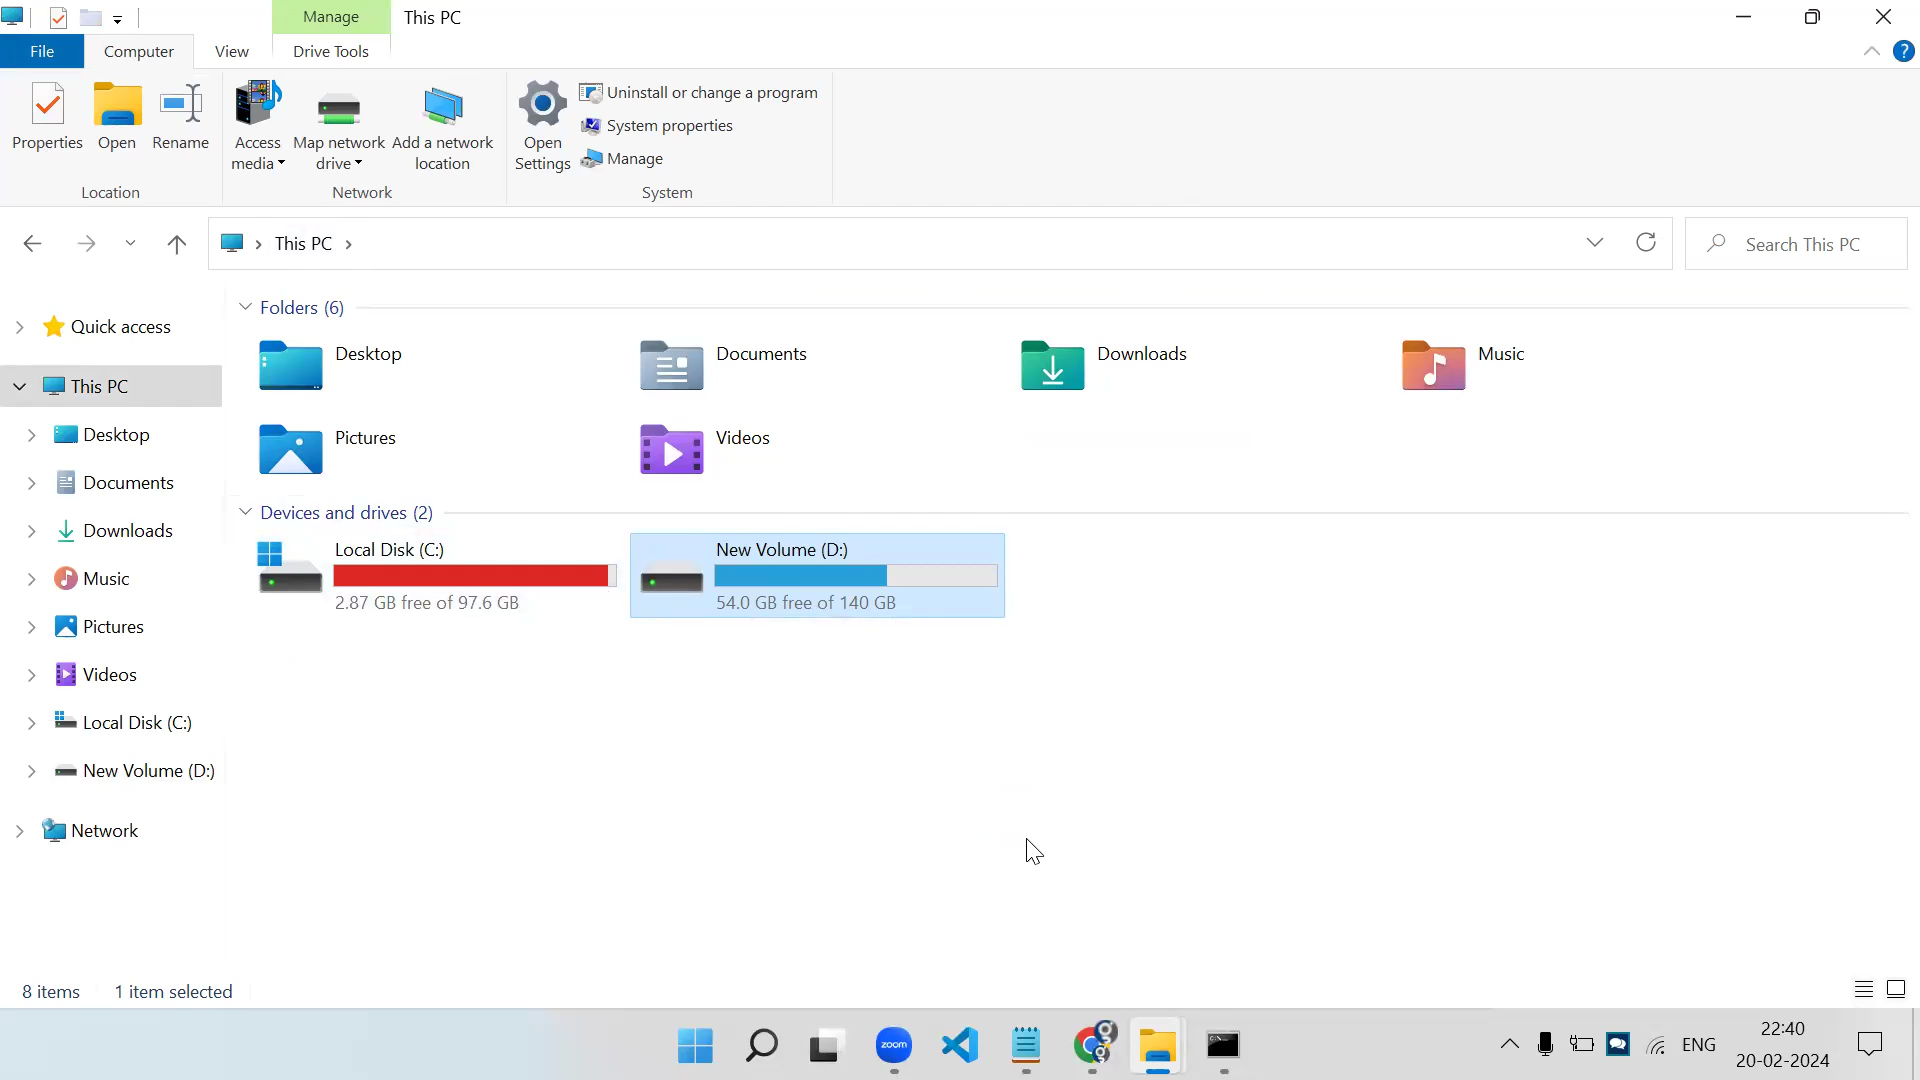 Manage
This PC
File
Computer
View
Drive Tools
?
Properties
Open
Rename
Access media
Map network drive
Add a network location
Open Settings
Uninstall or change a program
System properties
Manage
Location
Network
System
This PC
Search This PC
Quick access
This PC
Desktop
Documents
Downloads
Music
Pictures
Videos
Local Disk (C:)
New Volume (D:)
Network
Folders (6)
Desktop
Documents
Downloads
Music
Pictures
Videos
Devices and drives (2)
Local Disk (C:)
2.87 GB free of 97.6 GB
New Volume (D:)
54.0 GB free of 140 GB
8 items
1 item selected
zoom
ENG
22:40
20-02-2024